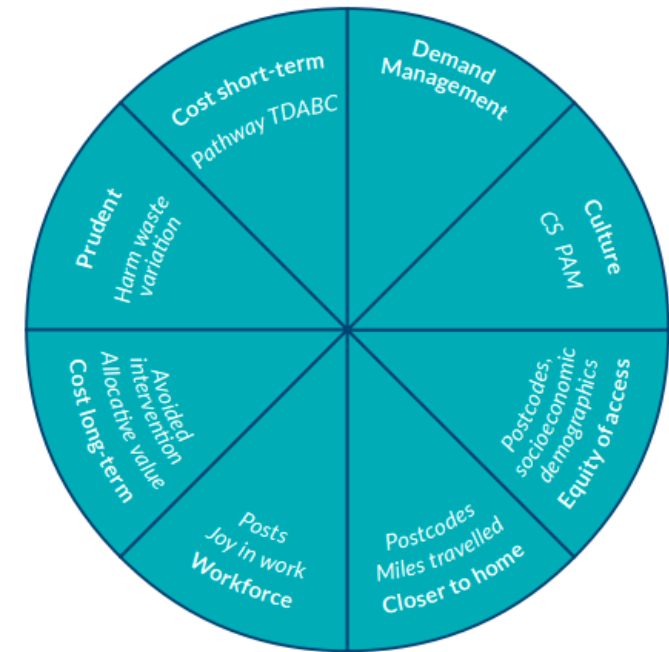 Demand
Management
Culture
CS PAM
Postcodes,
socioeconomic
demographics
Equity of access
Postcodes
Miles travelled
Closer to home
Posts
Joy in work
Workforce
Avoided
intervention
Allocative value
Cost long-term
Prudent
Harm waste
variation
Cost short-term
Pathway TDABC